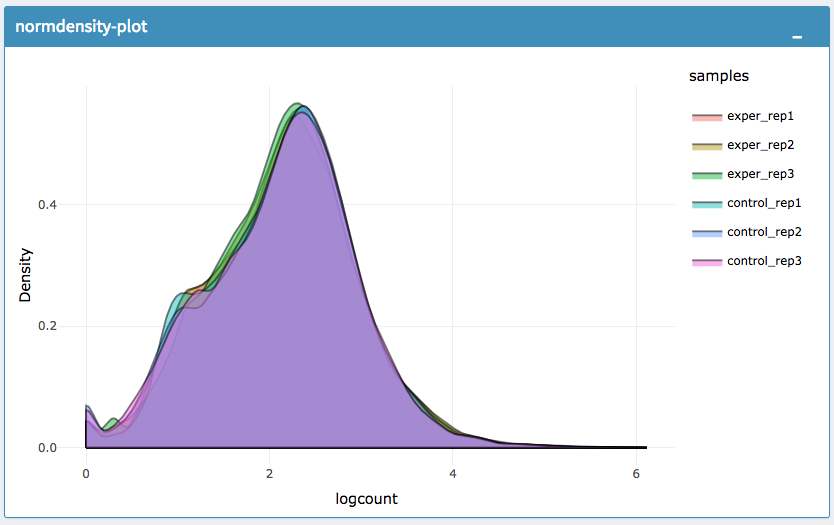 normdensity-plot
samples
exper_rep1
exper_rep2
exper_rep3
control_rep1
control_rep2
control_rep3
Density
0.4
0.2
0.0
0 2 4 6
logcount